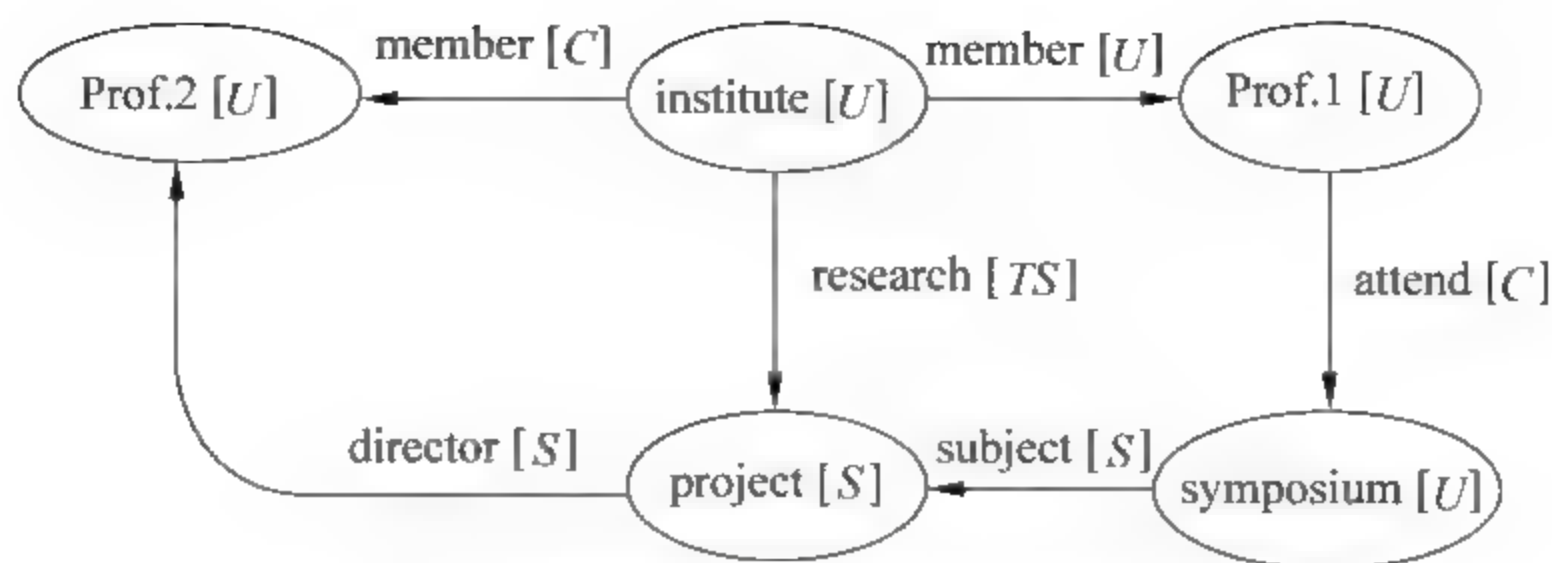 member [C]
member [U]
Prof.2 [U]
institute [U]
Prof.1 [U]
research [TS]
attend [C]
director [S]
subject [S]
project [S]
symposium [U]